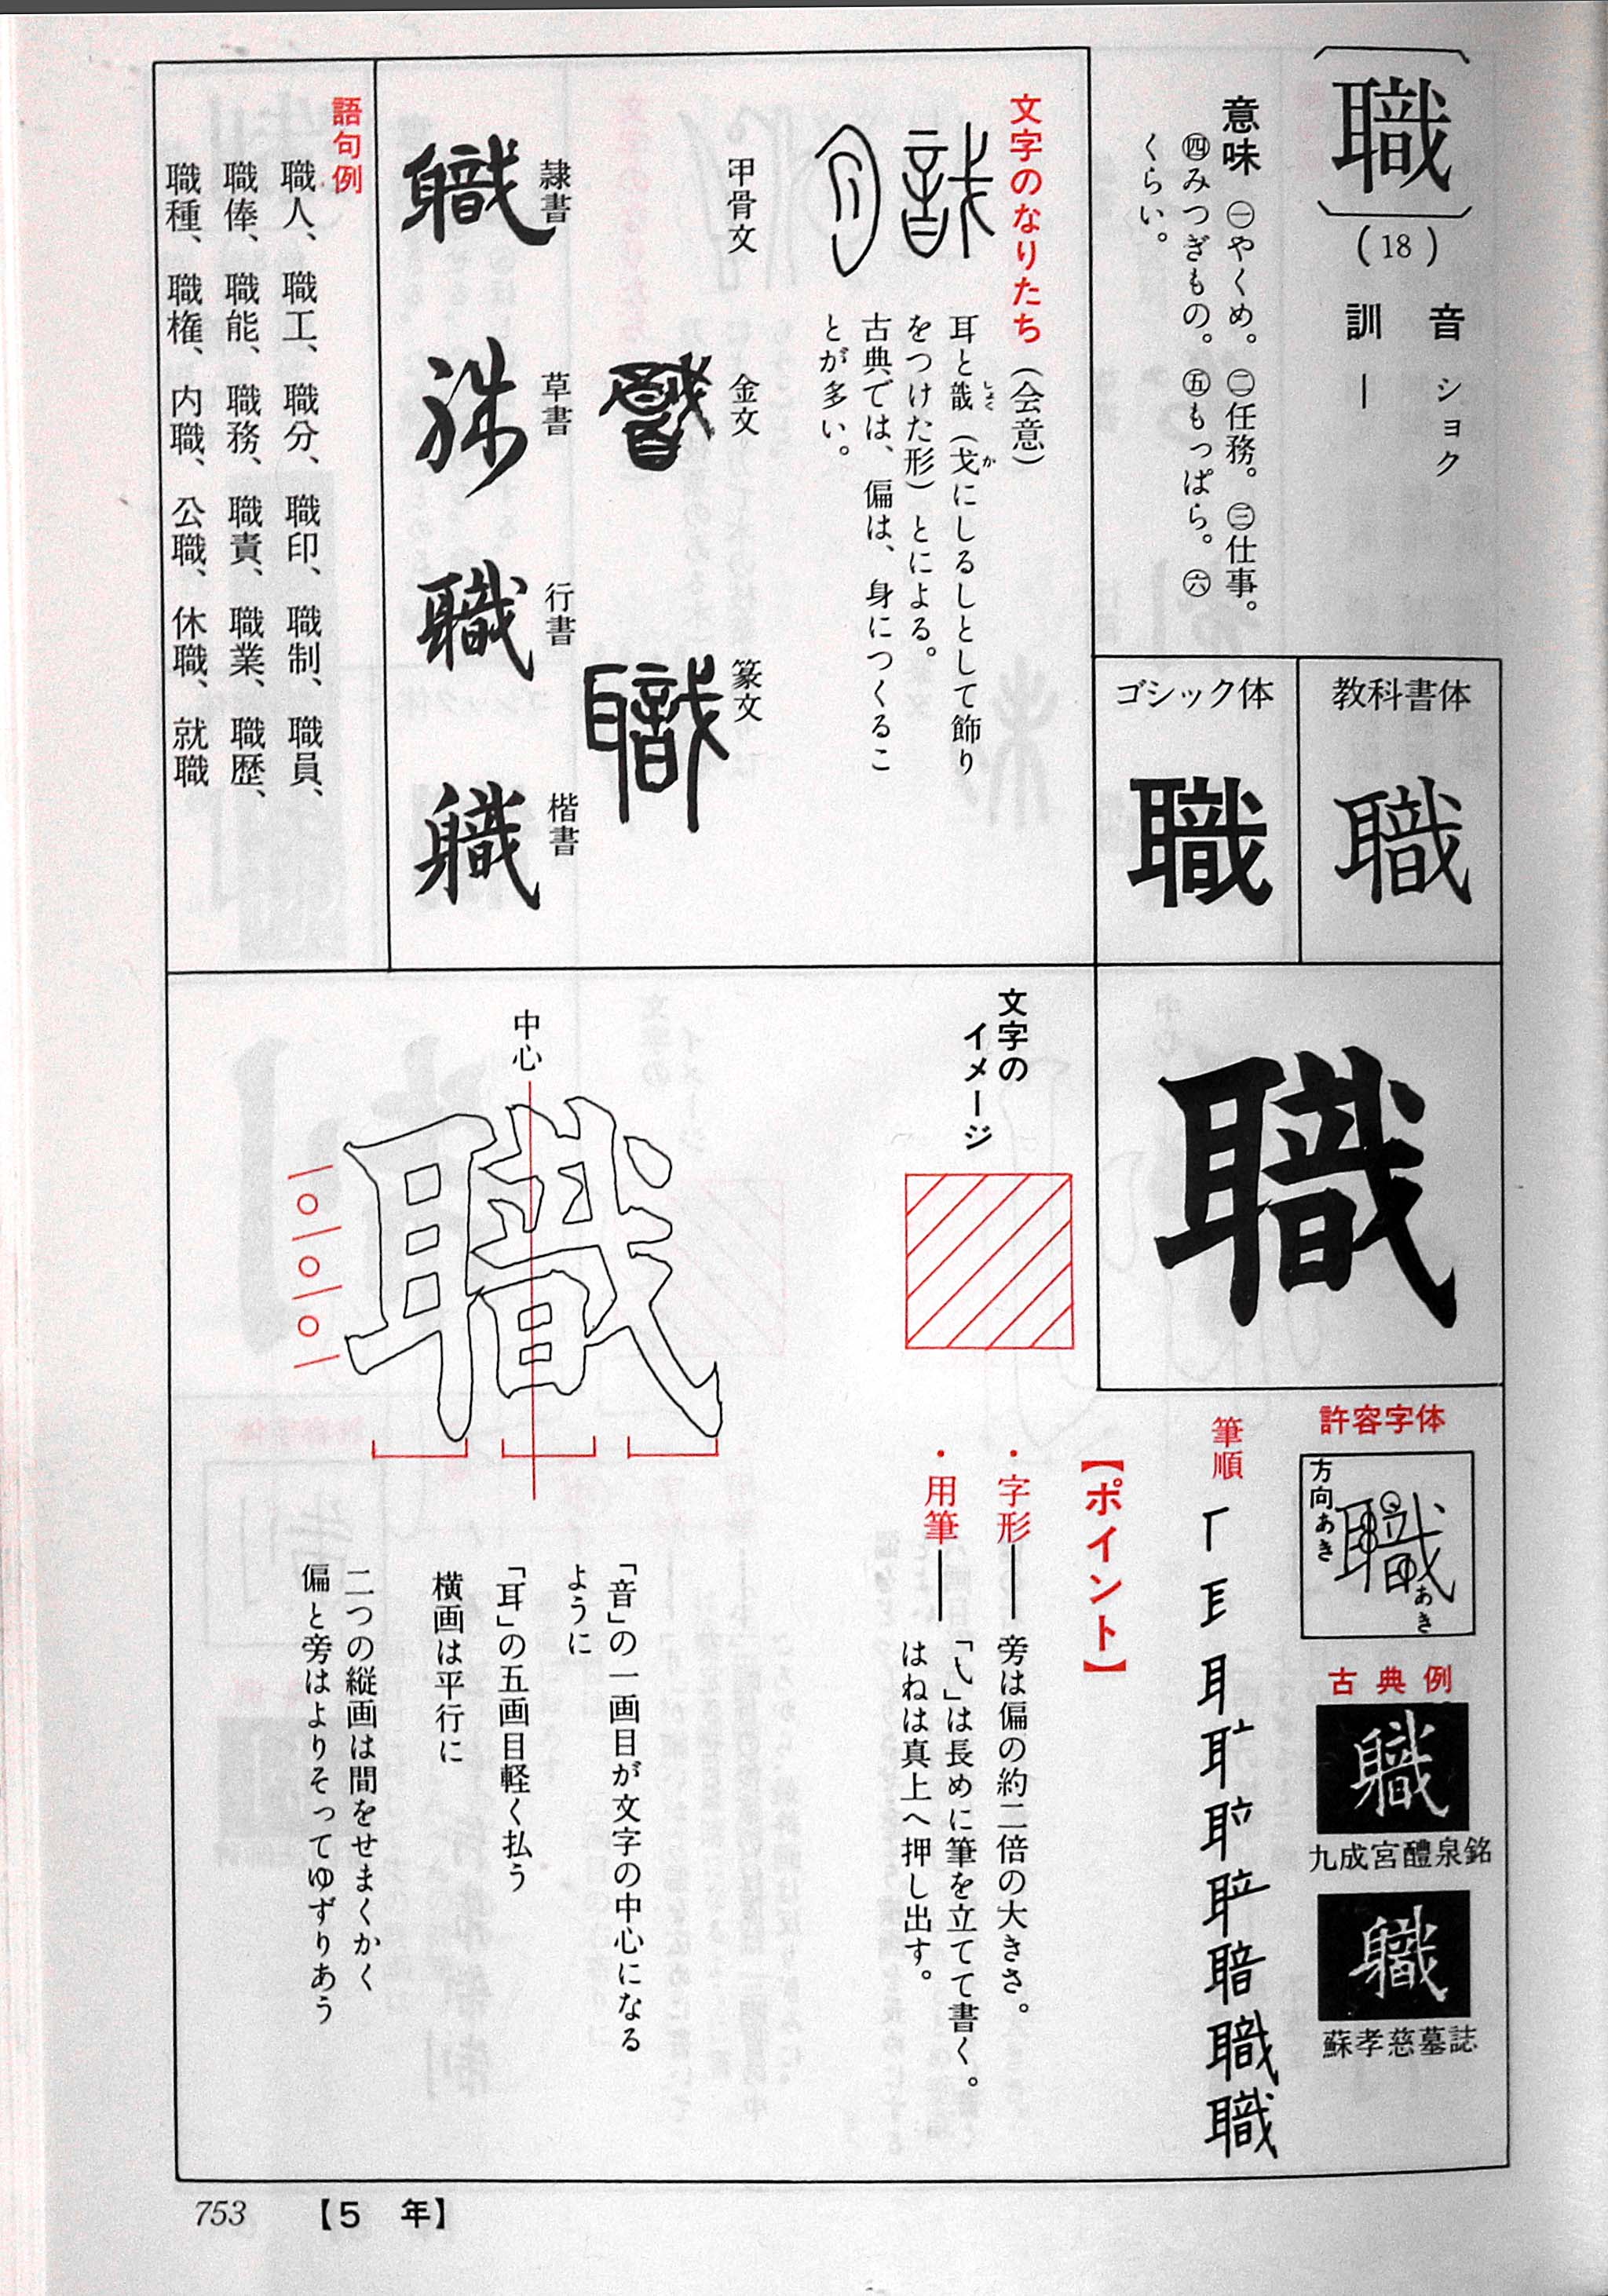 職
(18)
音 ショク
訓 ―
意味 ㊀やくめ。㊁任務。㊂仕事。
㊃みつぎもの。㊄もっぱら。㊅
くらい。
教科書体
職
ゴシック体
職
文字のなりたち(会意)
耳と戠(戈にしるしとして飾り
しょく
か
をつけた形)とによる。
古典では、偏は、身につくるこ
とが多い。
甲骨文
金文
篆文
職
隷書
職
草書
職
行書
職
楷書
職
語句例
職人、職工、職分、職印、職制、職員、
職俸、職能、職務、職責、職業、職歴、
職種、職権、内職、公職、休職、就職
職
許容字体
方向あき
職
あき
古典例
職
九成宮醴泉銘
職
蘇孝慈墓誌
筆順
職
職
【ポイント】
・字形―旁は偏の約二倍の大きさ。
・用筆―「㇂」は長めに筆を立てて書く。
はねは真上へ押し出す。
文字の
イメージ
中心
職
「音」の一画目が文字の中心になる
ように
「耳」の五画目軽く払う
横画は平行に
二つの縦画は間をせまくかく
偏と旁はよりそってゆずりあう
753 【5 年】